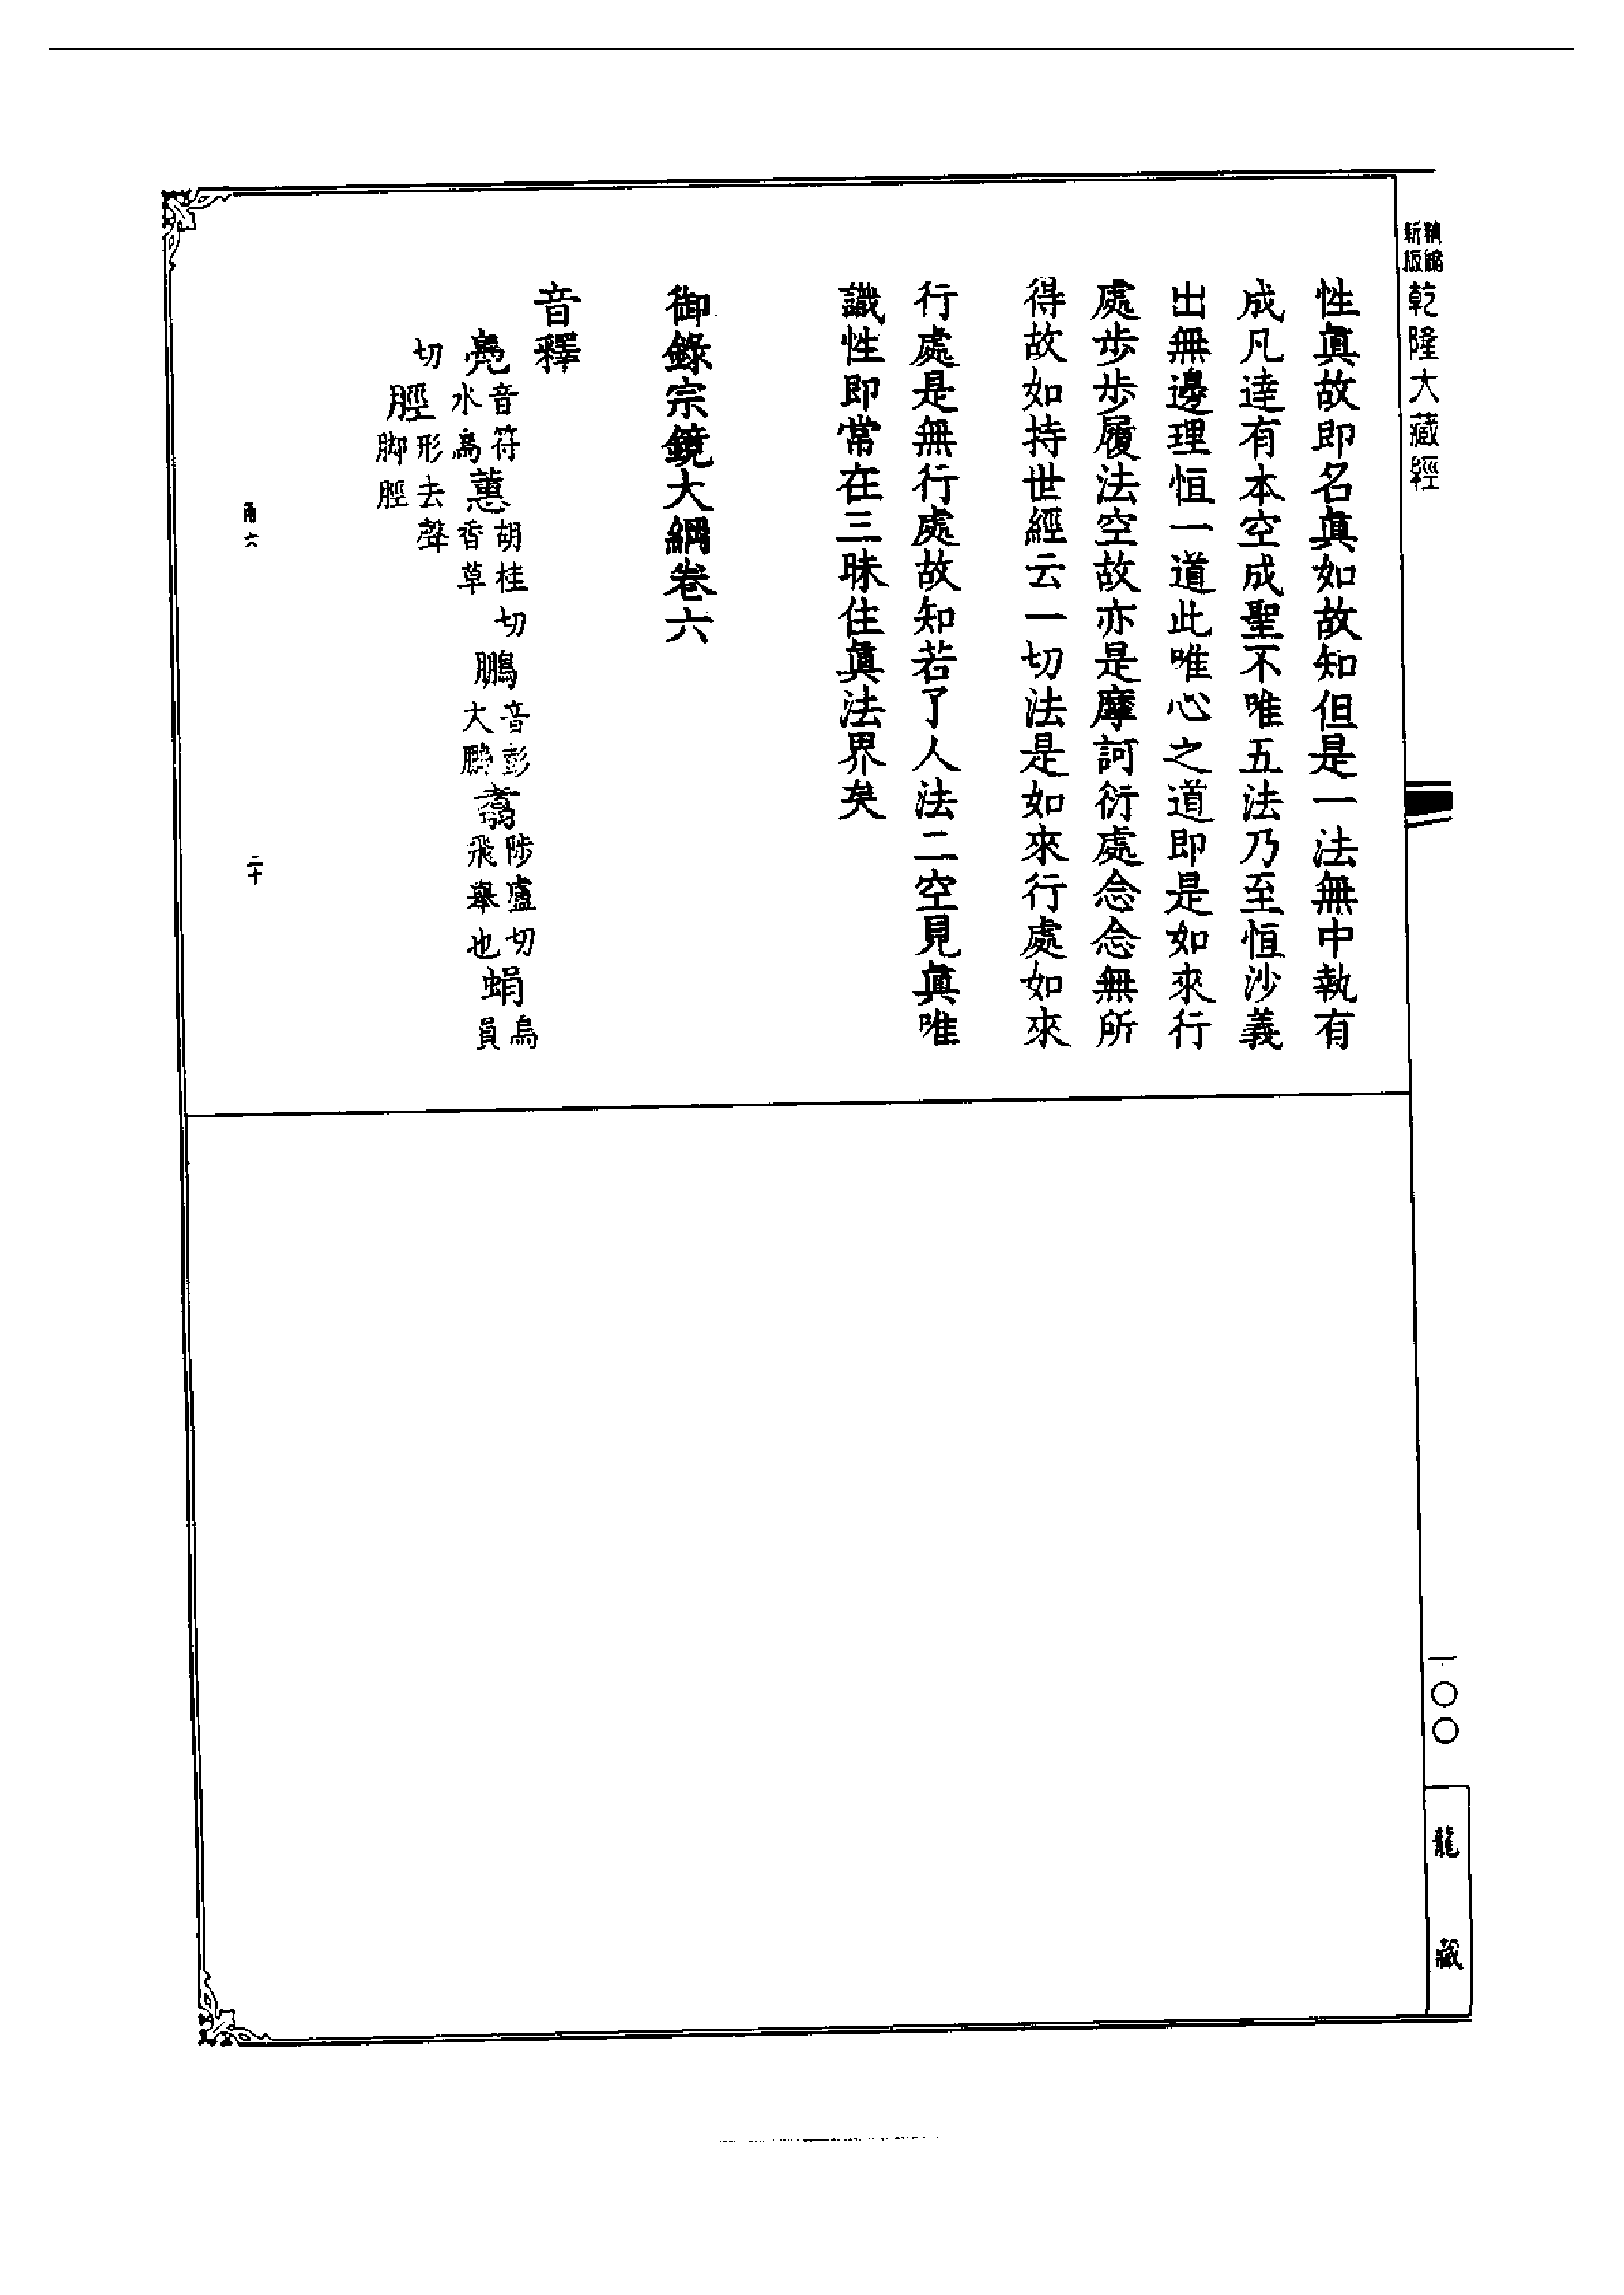 精編
新版
乾隆大藏經
性眞故即名眞如故知但是一法無中執有
成凡達有本空成聖不唯五法乃至恒沙義
出無邊理恒一道此唯心之道即是如來行
處步步履法空故亦是摩訶衍處念念無所
得故如持世經云一切法是如來行處如來
行處是無行處故知若了人法二空見眞唯
識性即常在三昧住眞法界矣
御錄宗鏡大綱卷六
音釋
鳧音符水鳥 蕙胡桂切香草 鵬音彭大鵬 翥陟盧切飛舉也 蜎烏員
切 脛形去聲脚脛
甬六
二十
一〇〇
龍藏